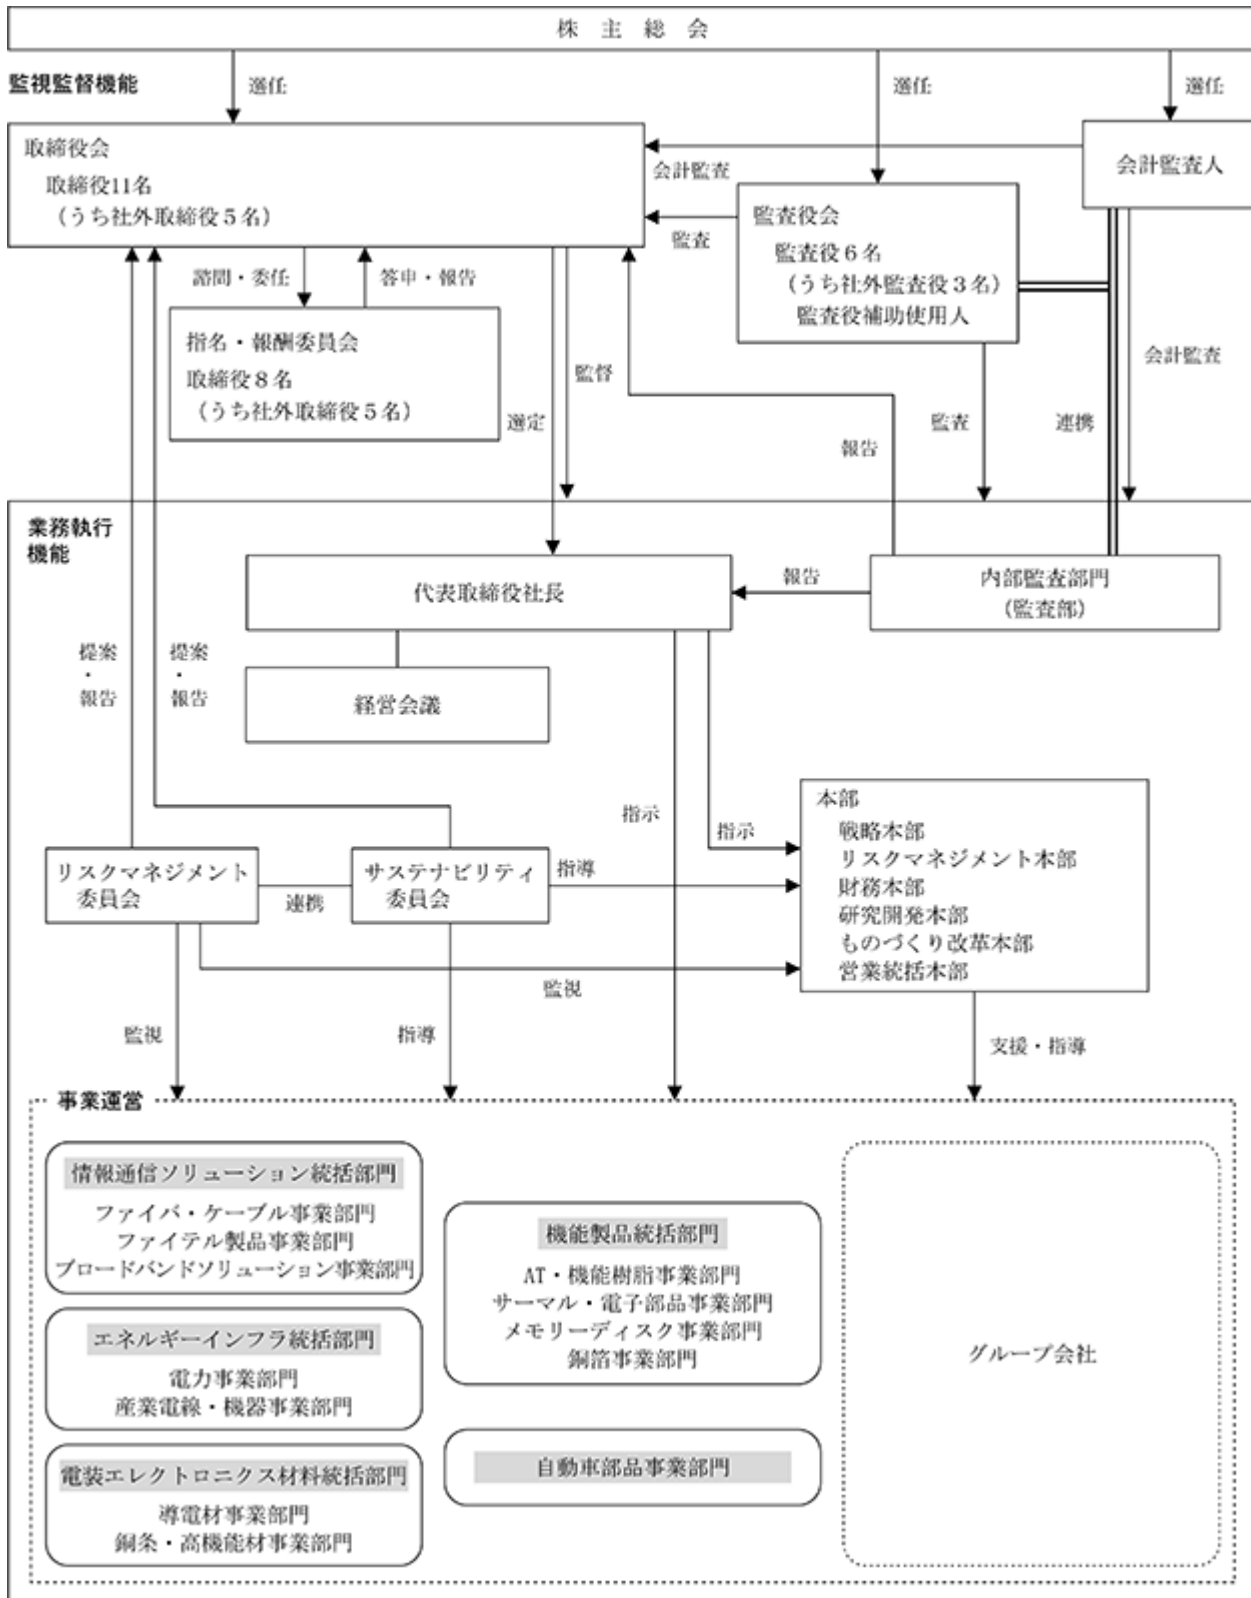 株主総会
監視監督機能
選任
選任
選任
取締役会
取締役11名
（うち社外取締役５名）
会計監査
会計監査人
監査
監査役会
監査役６名
（うち社外監査役３名）
監査役補助使用人
諮問・委任
答申・報告
指名・報酬委員会
取締役８名
（うち社外取締役５名）
監督
選定
報告
監査
連携
会計監査
業務執行
機能
代表取締役社長
報告
内部監査部門
（監査部）
提案
・
報告
提案
・
報告
経営会議
指示
指示
本部
戦略本部
リスクマネジメント本部
財務本部
研究開発本部
ものづくり改革本部
営業統括本部
リスクマネジメント
委員会
連携
サステナビリティ
委員会
指導
監視
監視
指導
支援・指導
事業運営
情報通信ソリューション統括部門
ファイバ・ケーブル事業部門
ファイテル製品事業部門
ブロードバンドソリューション事業部門
エネルギーインフラ統括部門
電力事業部門
産業電線・機器事業部門
電装エレクトロニクス材料統括部門
導電材事業部門
銅条・高機能材事業部門
機能製品統括部門
AT・機能樹脂事業部門
サーマル・電子部品事業部門
メモリーディスク事業部門
銅箔事業部門
自動車部品事業部門
グループ会社